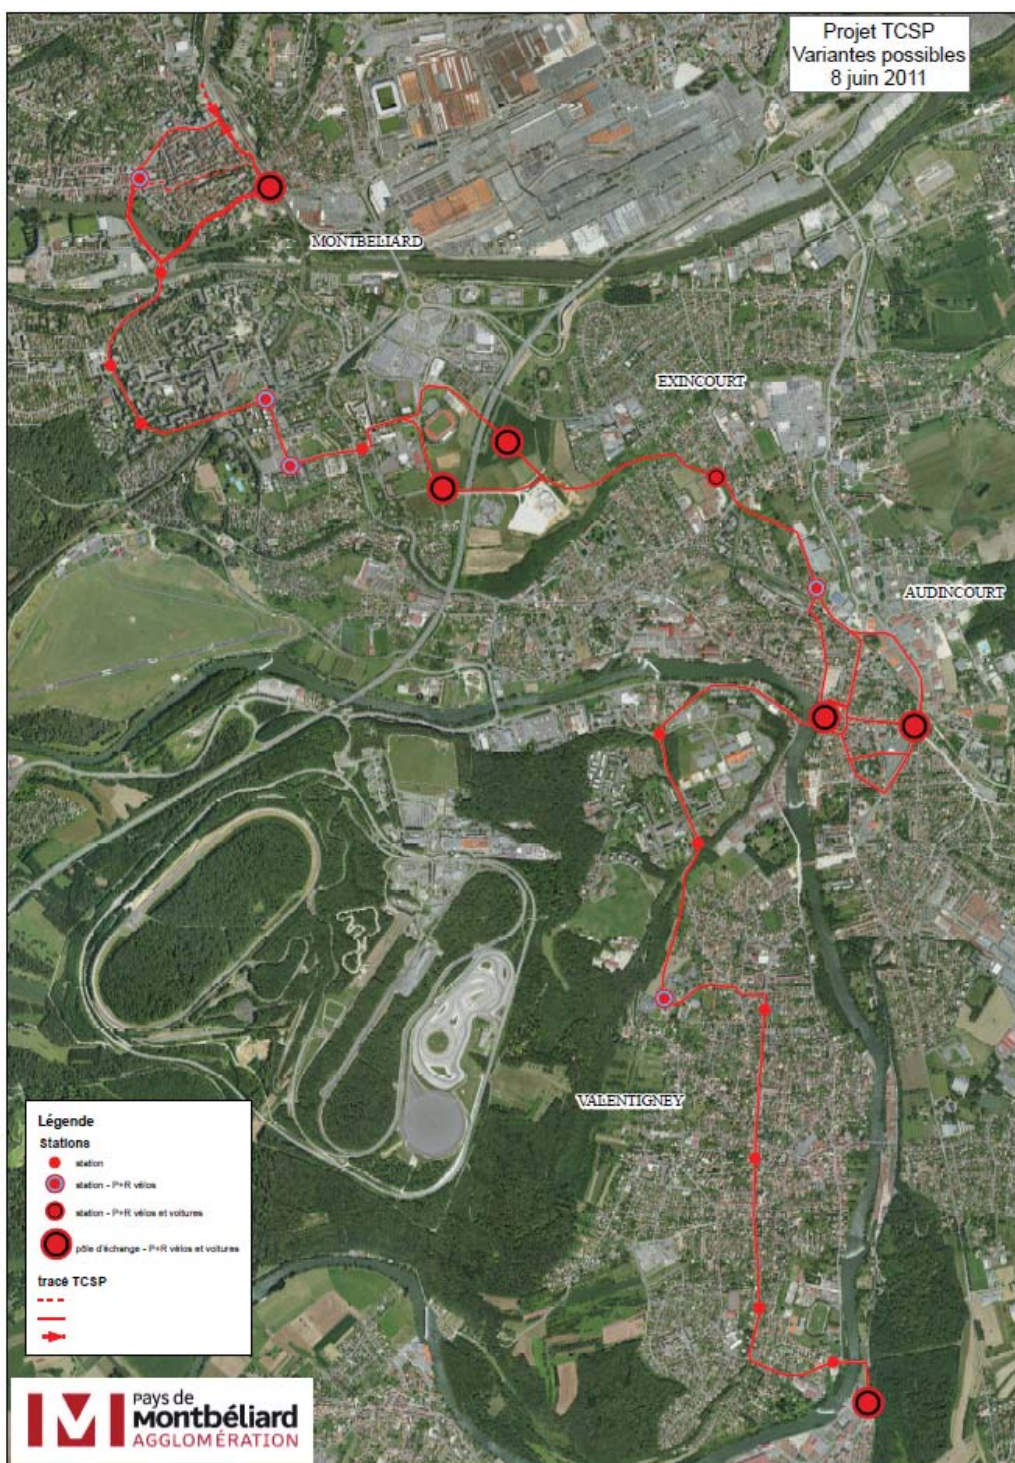 Projet TCSP
Variantes possibles
8 juin 2011
MONTBELIARD
EXINCOURT
AUDINCOURT
VALENTIGNEY
Légende
Stations
station
station - P+R vélos
station - P+R vélos et voitures
pôle d'échange - P+R vélos et voitures
tracé TCSP
Pays de
Montbéliard
AGGLOMÉRATION